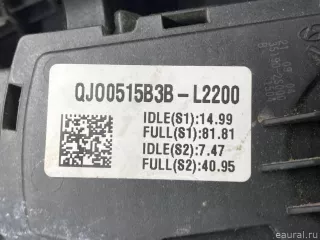 QJO0515B3B-L2200
IDLE(S1):14.99
FULL(S1):81.81
IDLE(S2):7.47
FULL(S2):40.95
eaural.ru